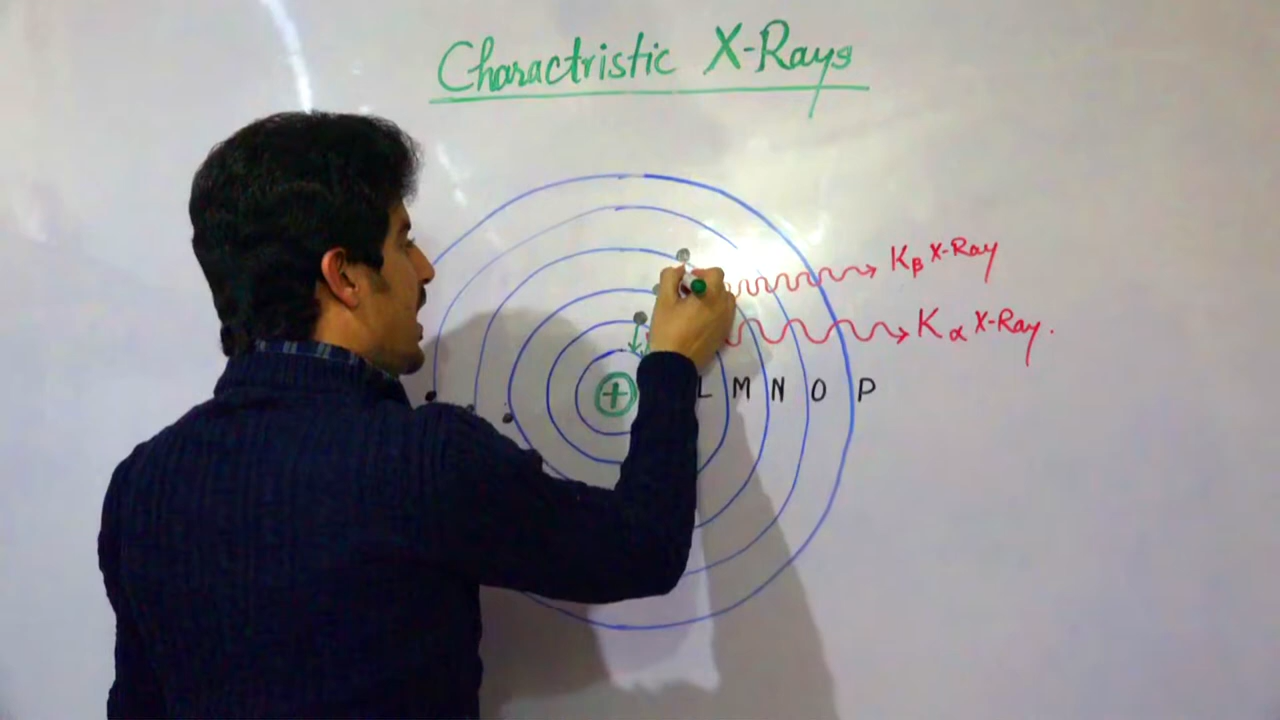 Charactristic X-Rays
Kβ X-Ray
Kα X-Ray.
+ L M N O P